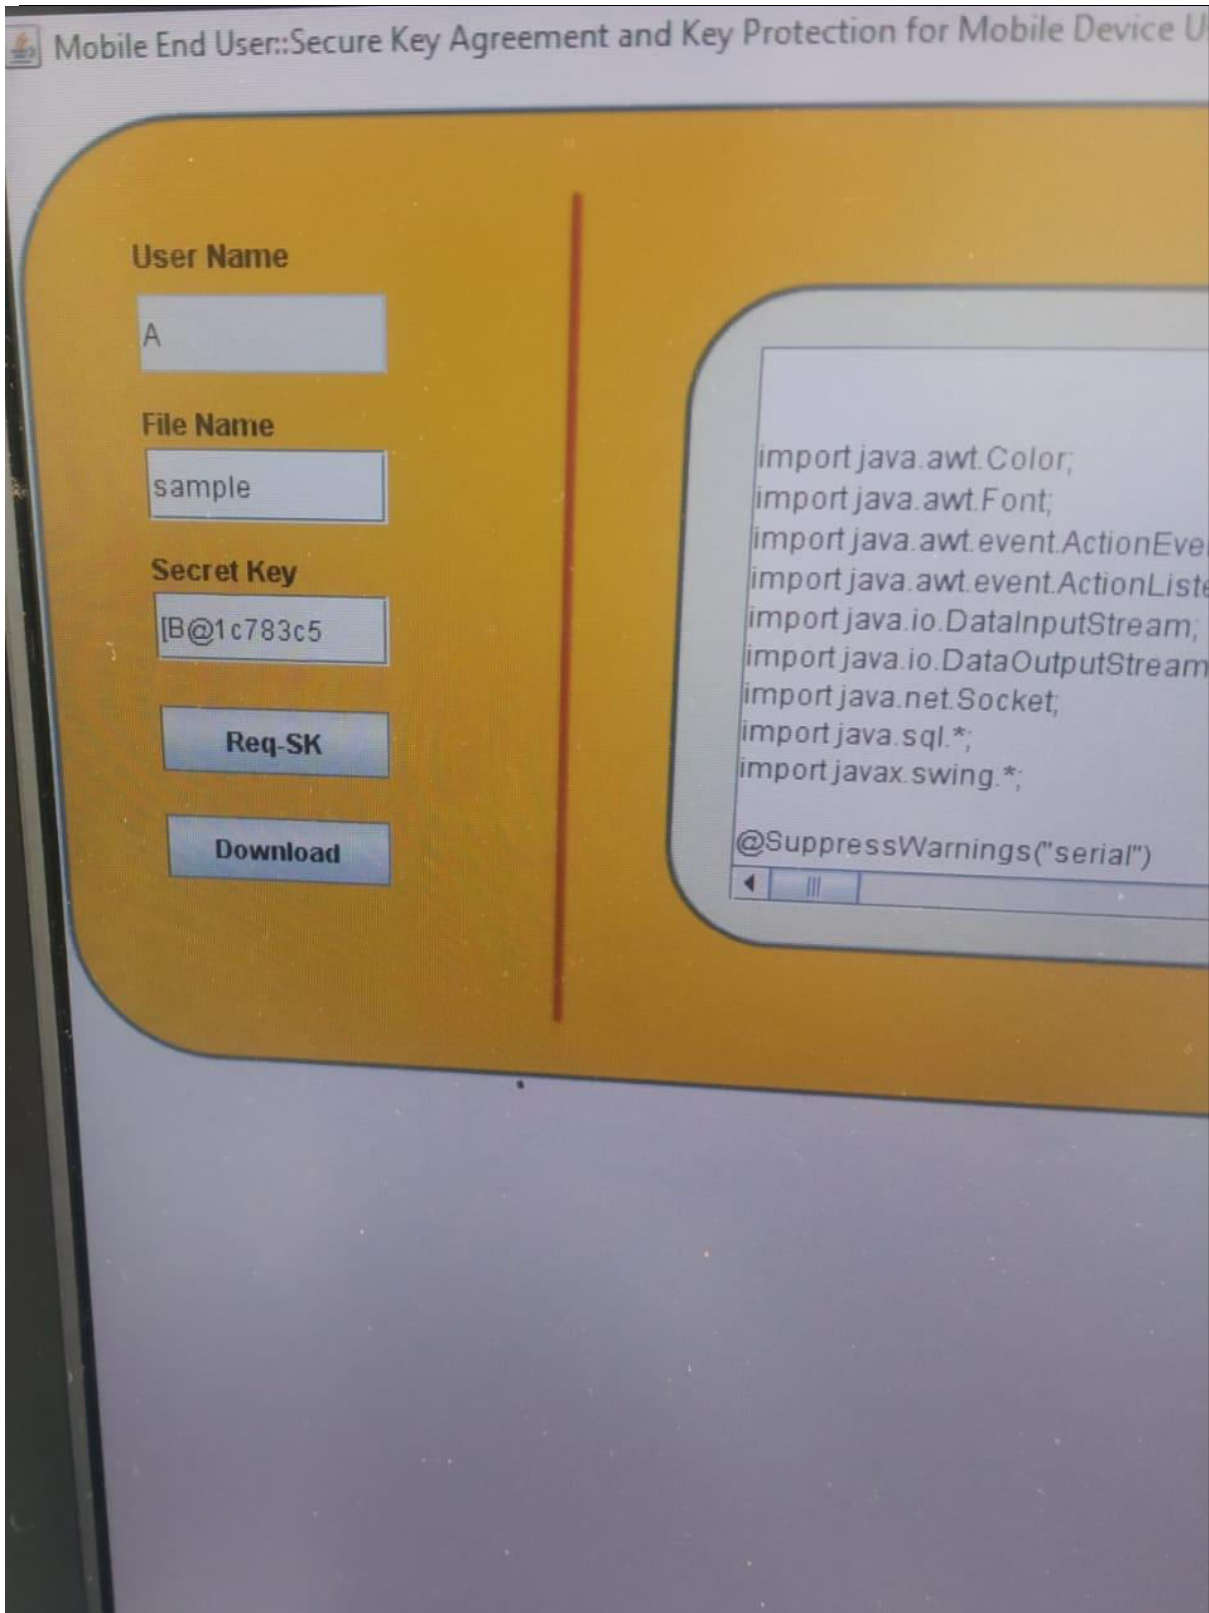 Mobile End User::Secure Key Agreement and Key Protection for Mobile Device U
User Name
A
File Name
sample
Secret Key
[B@1c783c5
Req-SK
Download
import java.awt.Color;
import java.awt.Font;
import java.awt.event.ActionEve
import java.awt.event.ActionListe
import java.io.DataInputStream;
import java.io.DataOutputStream
import java.net.Socket;
import java.sql.*;
import javax.swing.*;
@SuppressWarnings("serial")